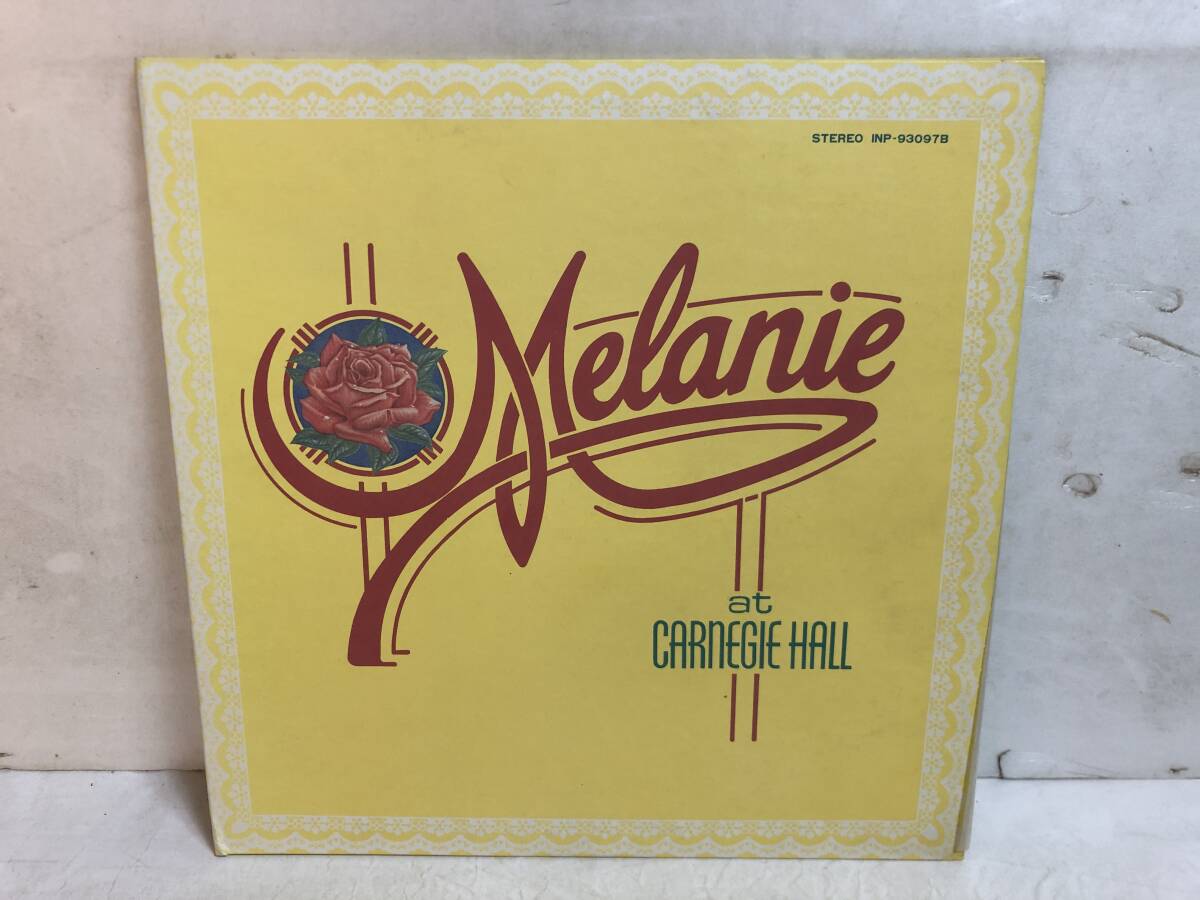 STEREO INP-93097B
Melanie
at
CARNEGIE HALL